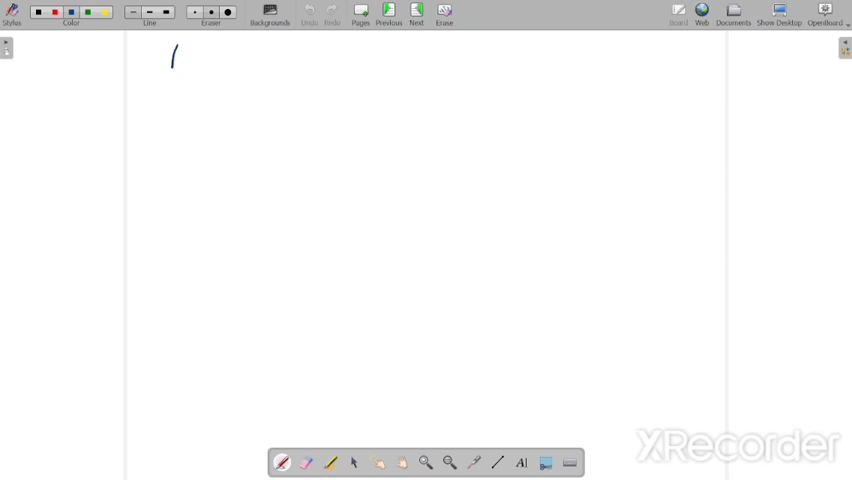 Stylus
Color
Line
Eraser
Backgrounds
Undo
Redo
Pages
Previous
Next
Erase
Board
Web
Documents
Show Desktop
OpenBoard
XRecorder